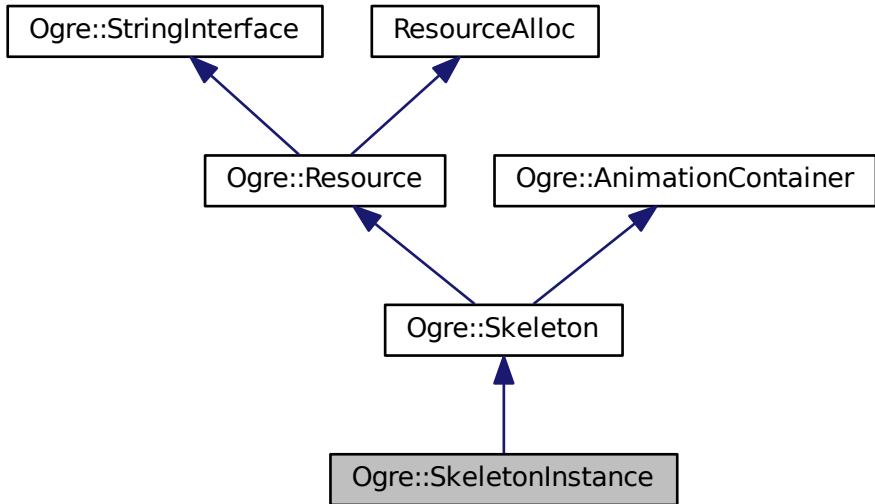 Ogre::StringInterface
ResourceAlloc
Ogre::Resource
Ogre::AnimationContainer
Ogre::Skeleton
Ogre::SkeletonInstance